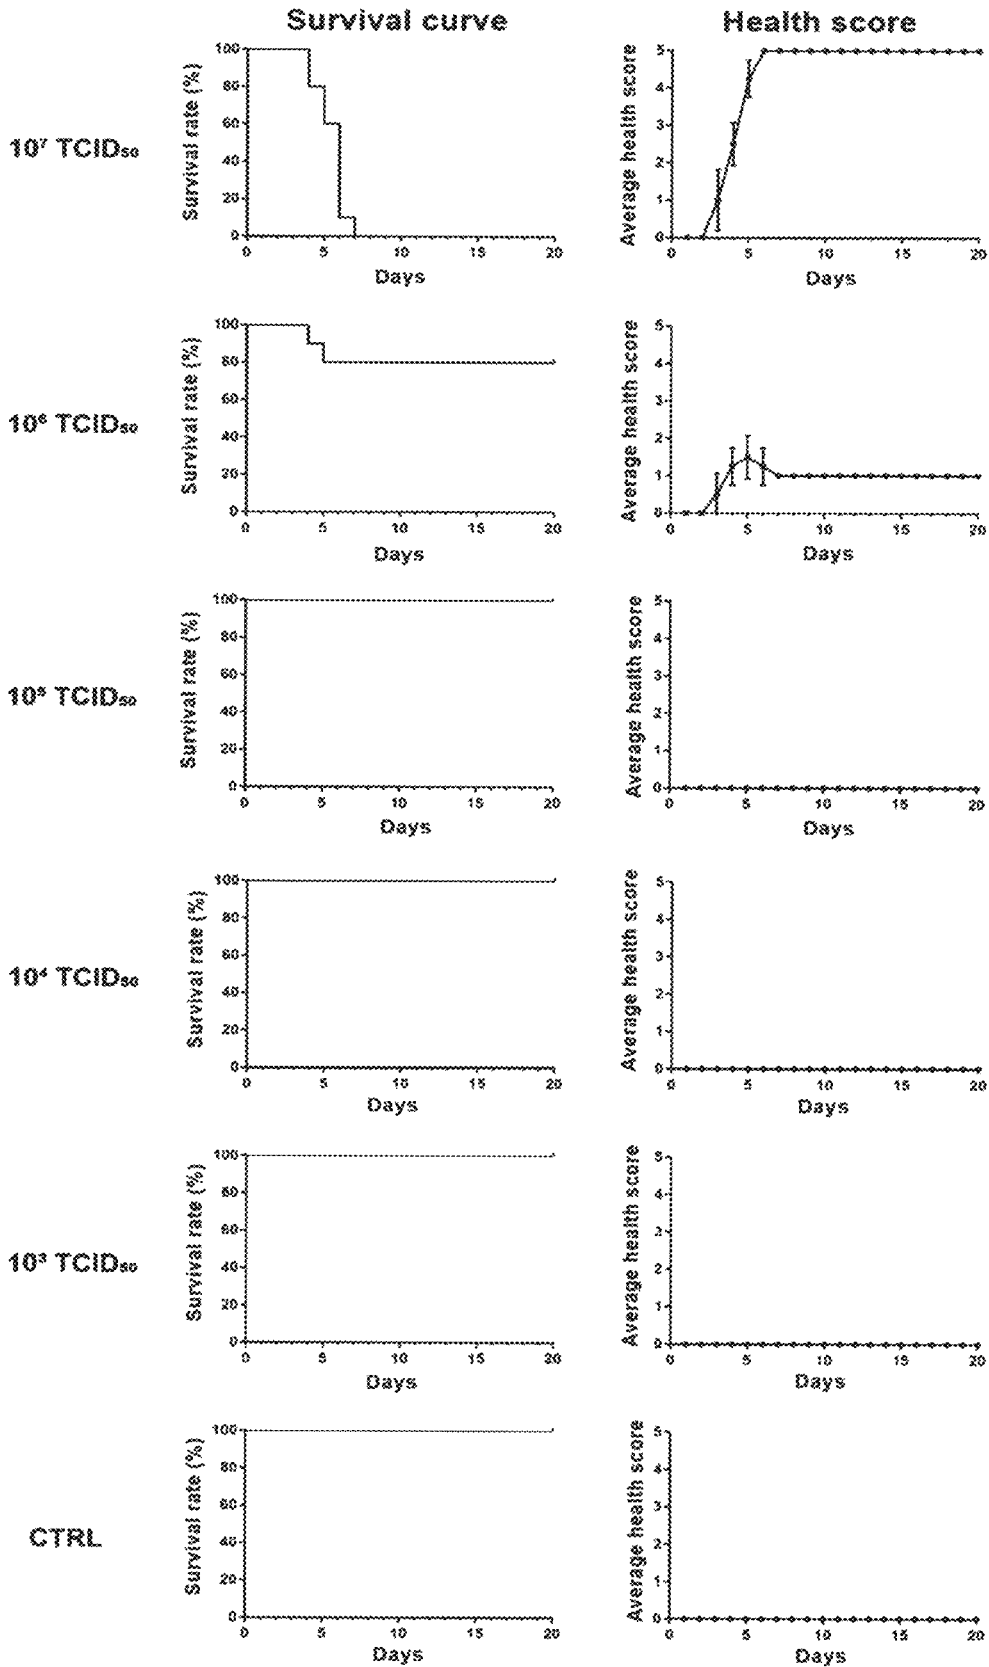 Survival curve Health score
10⁷ TCID₅₀
Survival rate (%)
100
80
60
40
20
0
0 5 10 15 20
Days
Average health score
5
4
3
2
1
0
0 5 10 15 20
Days
10⁶ TCID₅₀
Survival rate (%)
100
80
60
40
20
0
0 5 10 15 20
Days
Average health score
5
4
3
2
1
0
0 5 10 15 20
Days
10⁵ TCID₅₀
Survival rate (%)
100
80
60
40
20
0
0 5 10 15 20
Days
Average health score
5
4
3
2
1
0
0 5 10 15 20
Days
10⁴ TCID₅₀
Survival rate (%)
100
80
60
40
20
0
0 5 10 15 20
Days
Average health score
5
4
3
2
1
0
0 5 10 15 20
Days
10³ TCID₅₀
Survival rate (%)
100
80
60
40
20
0
0 5 10 15 20
Days
Average health score
5
4
3
2
1
0
0 5 10 15 20
Days
CTRL
Survival rate (%)
100
80
60
40
20
0
0 5 10 15 20
Days
Average health score
5
4
3
2
1
0
0 5 10 15 20
Days